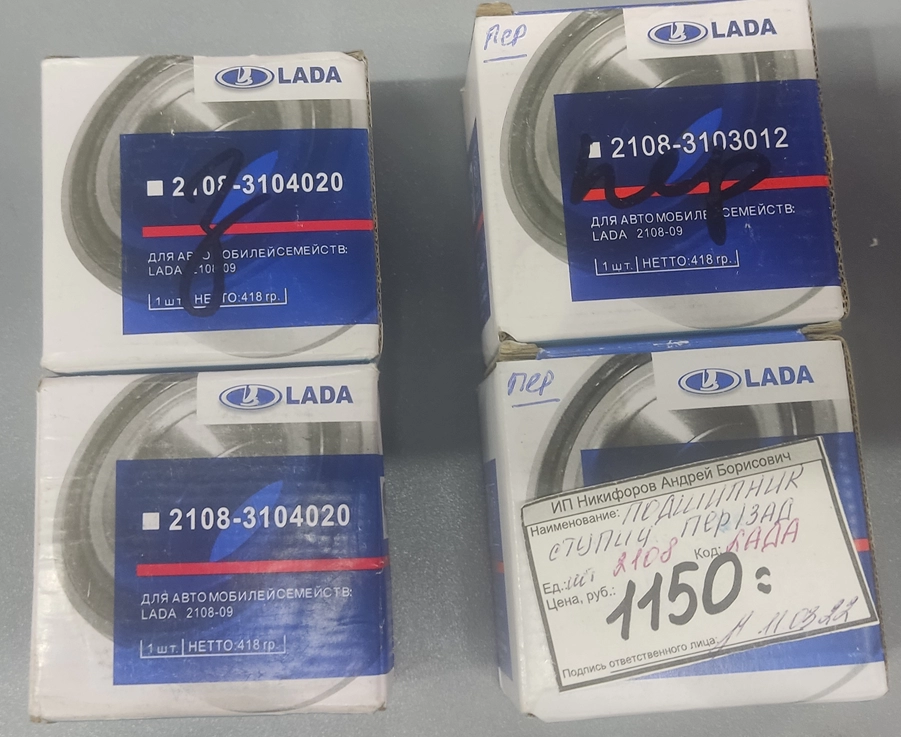 LADA
2108-3104020
з
ДЛЯ АВТОМОБИЛЕЙ СЕМЕЙСТВ:
LADA 2108-09
1 шт. НЕТТО:418 гр.
пер
LADA
2108-3103012
пер
ДЛЯ АВТОМОБИЛЕЙ СЕМЕЙСТВ:
LADA 2108-09
1 шт. НЕТТО:418 гр.
LADA
2108-3104020
ДЛЯ АВТОМОБИЛЕЙ СЕМЕЙСТВ:
LADA 2108-09
1 шт. НЕТТО:418 гр.
пер
LADA
ИП Никифоров Андрей Борисович
Наименование: ПОДШИПНИК
СТУПИЦ ПЕР/ЗАД
2108 Код: ЛАДА
Ед.: шт
Цена, руб.: 1150=
Подпись ответственного лица: 11 03 22